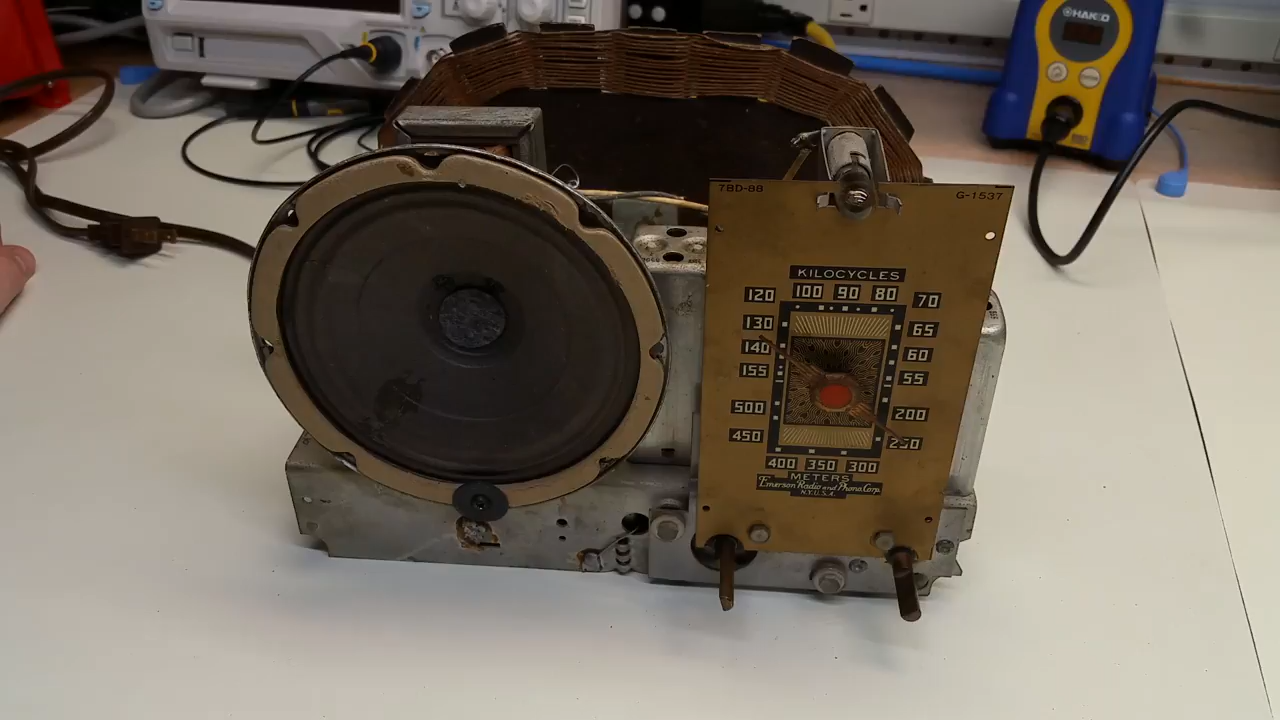 HAKKO
7BD-88 G-1537
KILOCYCLES
120 100 90 80 70
130 65
140 60
155 55
500 200
450 250
400 350 300
METERS
Emerson Radio and Phono. Corp.
N.Y. U.S.A.